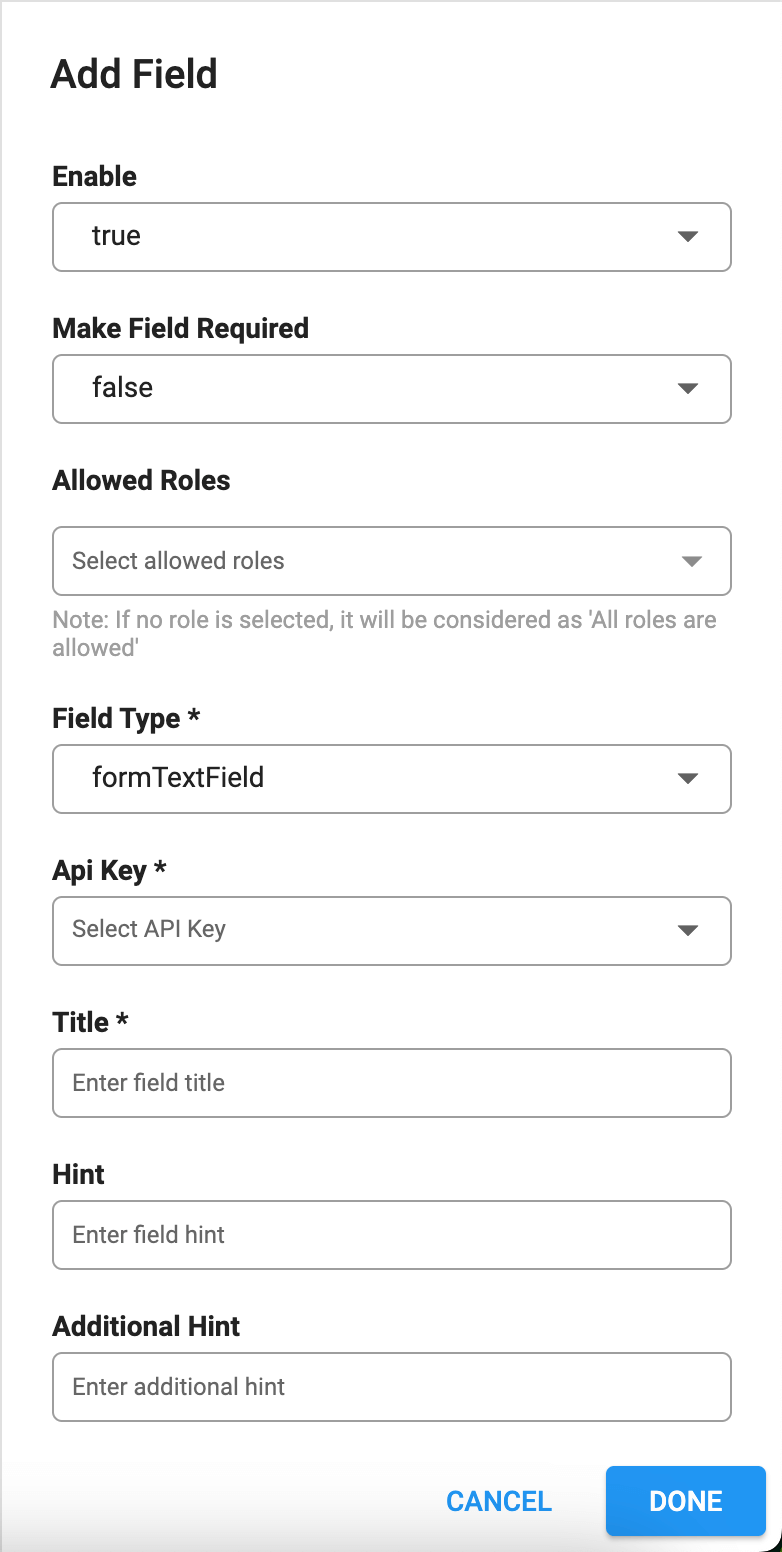 Add Field
Enable
true
Make Field Required
false
Allowed Roles
Select allowed roles
Note: If no role is selected, it will be considered as 'All roles are
allowed'
Field Type *
formTextField
Api Key *
Select API Key
Title *
Enter field title
Hint
Enter field hint
Additional Hint
Enter additional hint
CANCEL
DONE